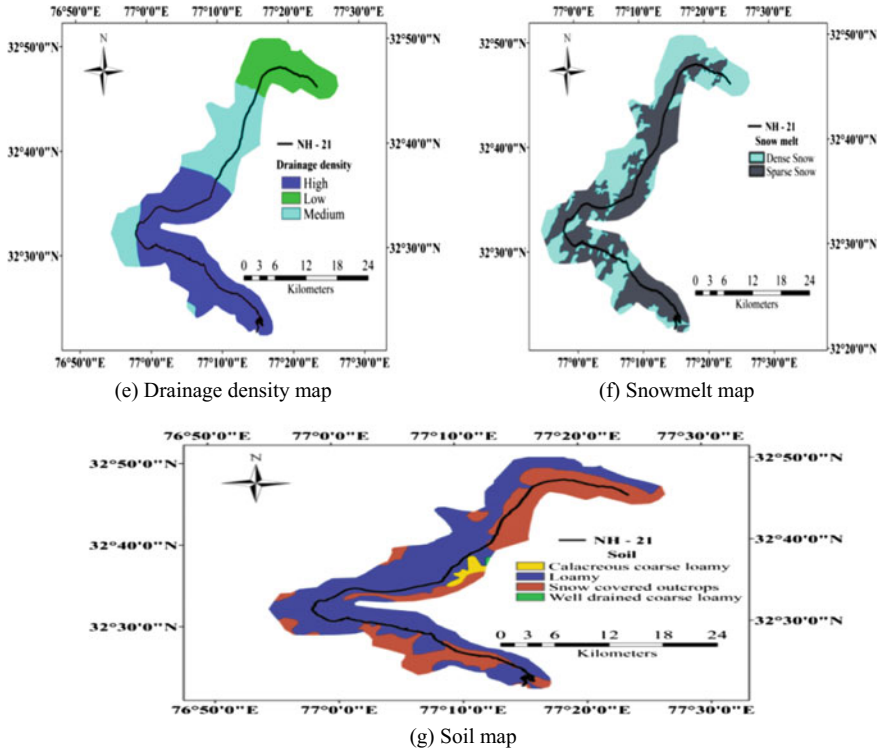 76°50'0"E 77°0'0"E 77°10'0"E 77°20'0"E 77°30'0"E
N
32°50'0"N
32°40'0"N
32°30'0"N
32°50'0"N
32°40'0"N
32°30'0"N
NH - 21
Drainage density
High
Low
Medium
0 3 6 12 18 24
Kilometers
76°50'0"E 77°0'0"E 77°10'0"E 77°20'0"E 77°30'0"E
(e) Drainage density map
77°0'0"E 77°10'0"E 77°20'0"E 77°30'0"E
N
32°50'0"N
32°40'0"N
32°30'0"N
32°50'0"N
32°40'0"N
32°30'0"N
32°20'0"N
NH - 21
Snow melt
Dense Snow
Sparse Snow
0 3 6 12 18 24
Kilometers
77°0'0"E 77°10'0"E 77°20'0"E 77°30'0"E
(f) Snowmelt map
76°50'0"E 77°0'0"E 77°10'0"E 77°20'0"E
N
32°50'0"N
32°40'0"N
32°30'0"N
32°50'0"N
32°40'0"N
32°30'0"N
NH - 21
Soil
Calacreous coarse loamy
Loamy
Snow covered outcrops
Well drained coarse loamy
0 3 6 12 18 24
Kilometers
76°50'0"E 77°0'0"E 77°10'0"E 77°20'0"E 77°30'0"E
(g) Soil map